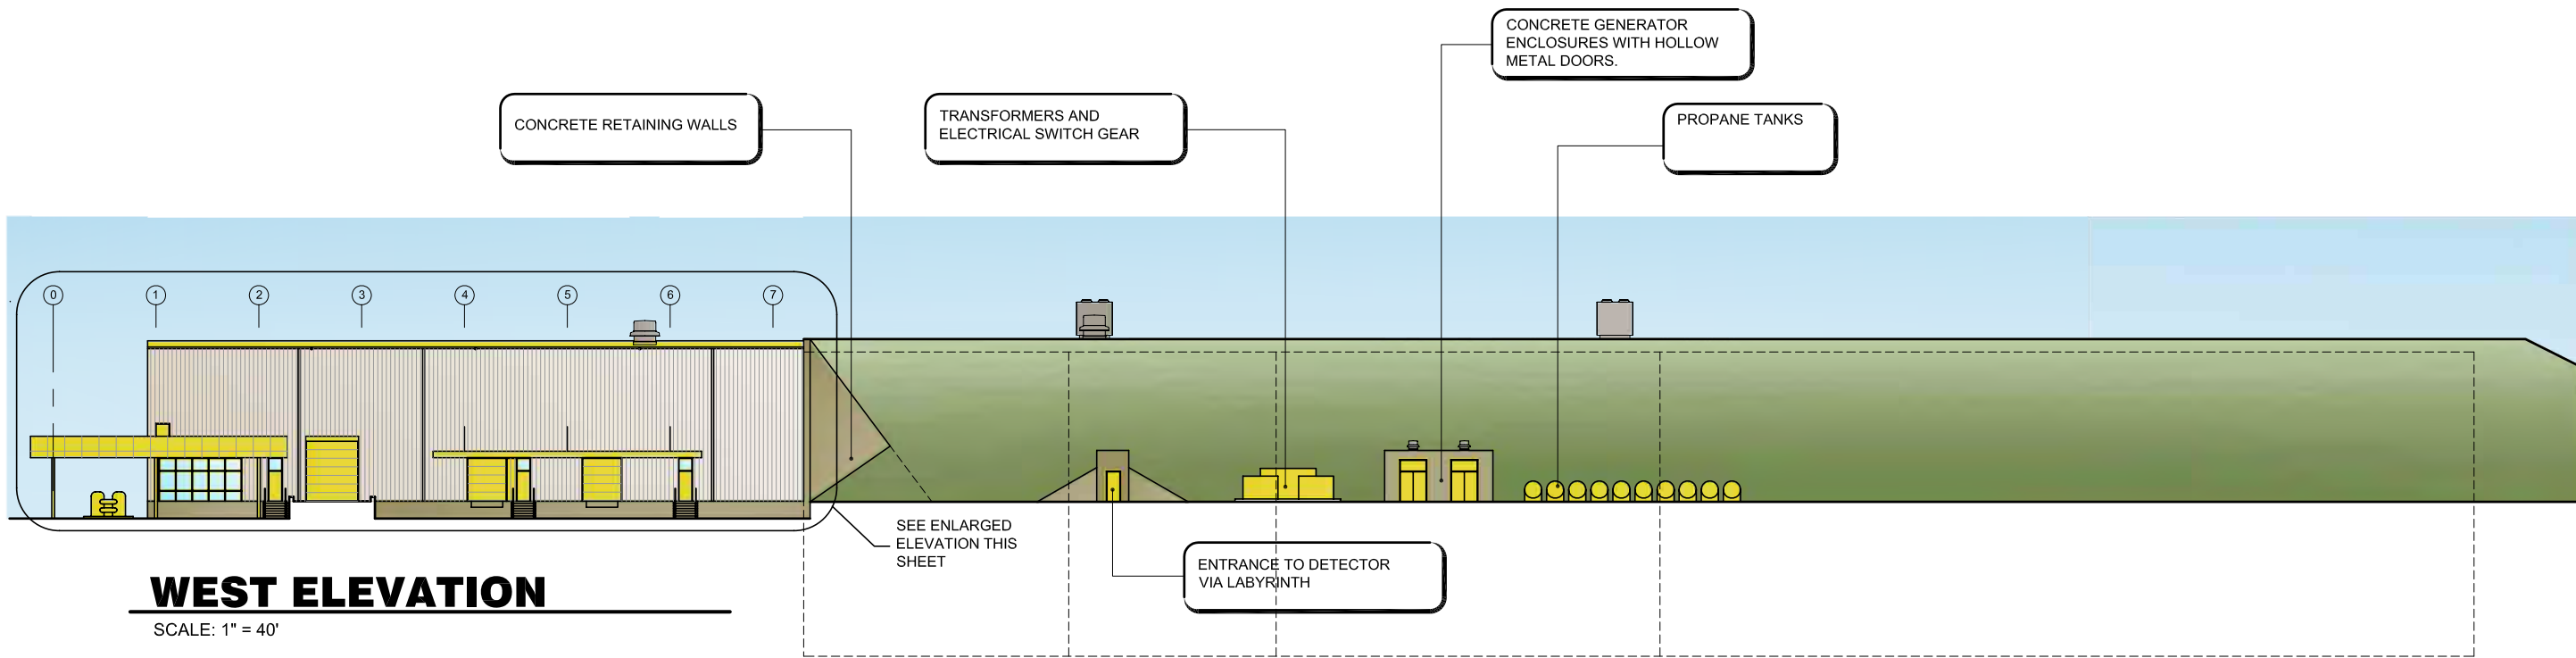 CONCRETE GENERATOR
ENCLOSURES WITH HOLLOW
METAL DOORS.
CONCRETE RETAINING WALLS
TRANSFORMERS AND
ELECTRICAL SWITCH GEAR
PROPANE TANKS
0 1 2 3 4 5 6 7
SEE ENLARGED
ELEVATION THIS
SHEET
ENTRANCE TO DETECTOR
VIA LABYRINTH
WEST ELEVATION
SCALE: 1" = 40'